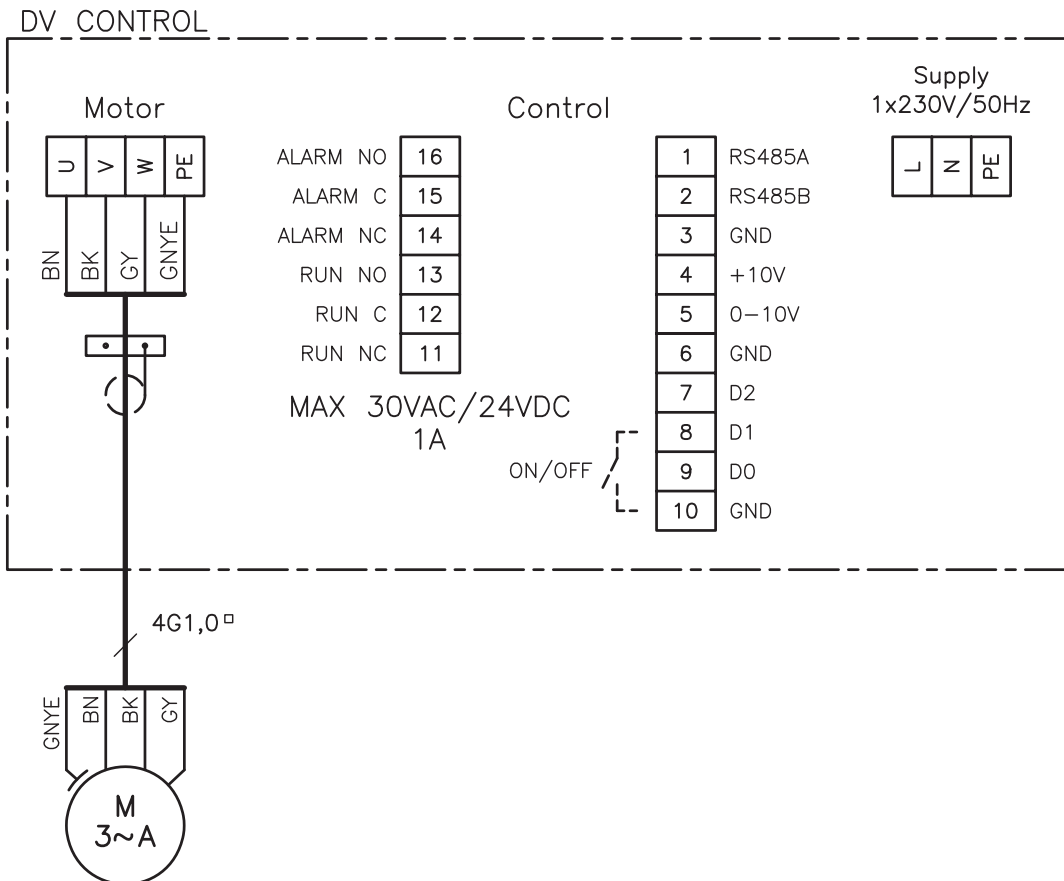 DV CONTROL
Motor
U V W PE
BN BK GY GNYE
Control
ALARM NO 16
ALARM C 15
ALARM NC 14
RUN NO 13
RUN C 12
RUN NC 11
MAX 30VAC/24VDC
1A
1 RS485A
2 RS485B
3 GND
4 +10V
5 0-10V
6 GND
7 D2
8 D1
9 D0
10 GND
ON/OFF
Supply
1x230V/50Hz
L N PE
4G1,0▫
GNYE BN BK GY
M
3~A